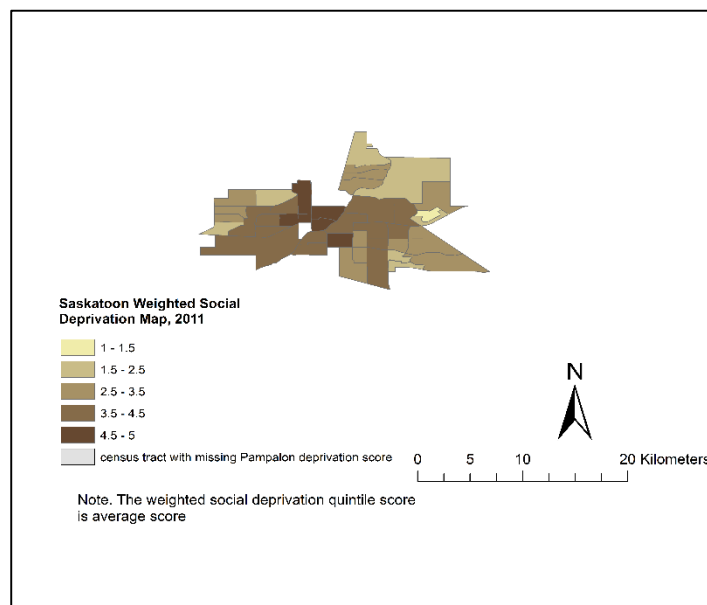 Saskatoon Weighted Social
Deprivation Map, 2011
1 - 1.5
1.5 - 2.5
2.5 - 3.5
3.5 - 4.5
4.5 - 5
census tract with missing Pampalon deprivation score
N
0 5 10 20 Kilometers
Note. The weighted social deprivation quintile score
is average score